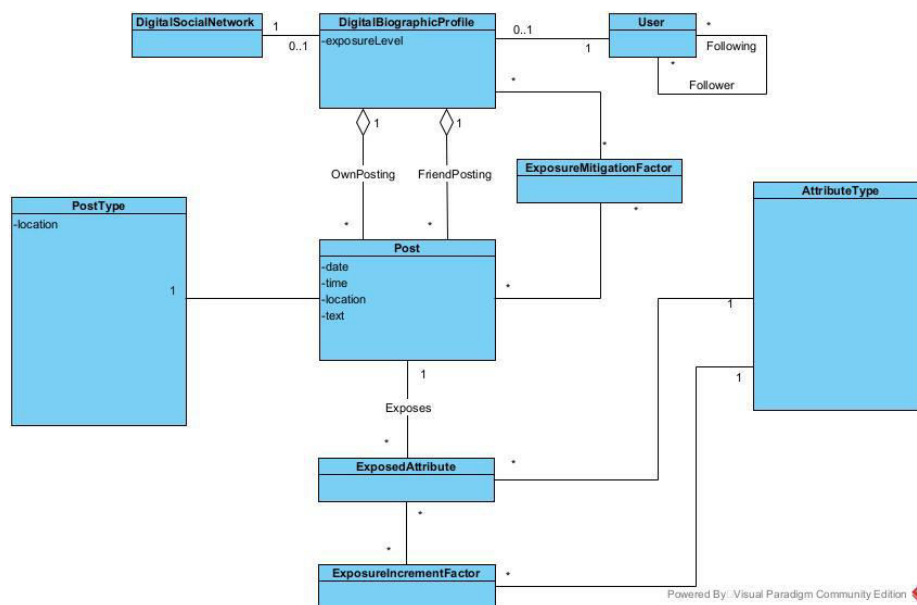 DigitalSocialNetwork
1
0..1
DigitalBiographicProfile
-exposureLevel
0..1
1
User
*
Following
*
Follower
1
1
*
OwnPosting
FriendPosting
*
ExposureMitigationFactor
*
AttributeType
PostType
-location
*
*
Post
-date
-time
-location
-text
1
*
1
1
1
Exposes
*
ExposedAttribute
*
*
*
ExposureIncrementFactor
*
Powered By Visual Paradigm Community Edition